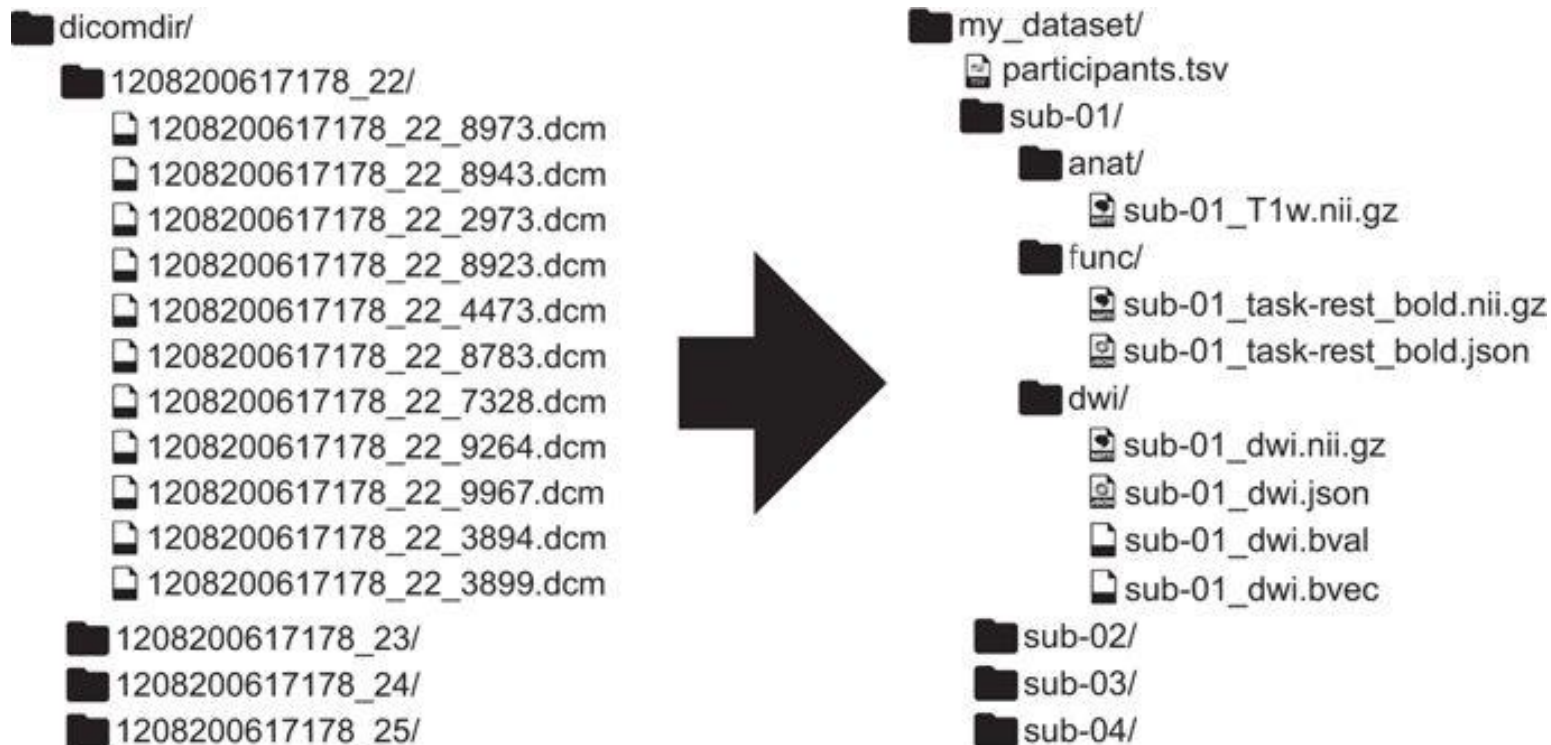 dicomdir/
1208200617178_22/
1208200617178_22_8973.dcm
1208200617178_22_8943.dcm
1208200617178_22_2973.dcm
1208200617178_22_8923.dcm
1208200617178_22_4473.dcm
1208200617178_22_8783.dcm
1208200617178_22_7328.dcm
1208200617178_22_9264.dcm
1208200617178_22_9967.dcm
1208200617178_22_3894.dcm
1208200617178_22_3899.dcm
1208200617178_23/
1208200617178_24/
1208200617178_25/
my_dataset/
participants.tsv
sub-01/
anat/
sub-01_T1w.nii.gz
func/
sub-01_task-rest_bold.nii.gz
sub-01_task-rest_bold.json
dwi/
sub-01_dwi.nii.gz
sub-01_dwi.json
sub-01_dwi.bval
sub-01_dwi.bvec
sub-02/
sub-03/
sub-04/